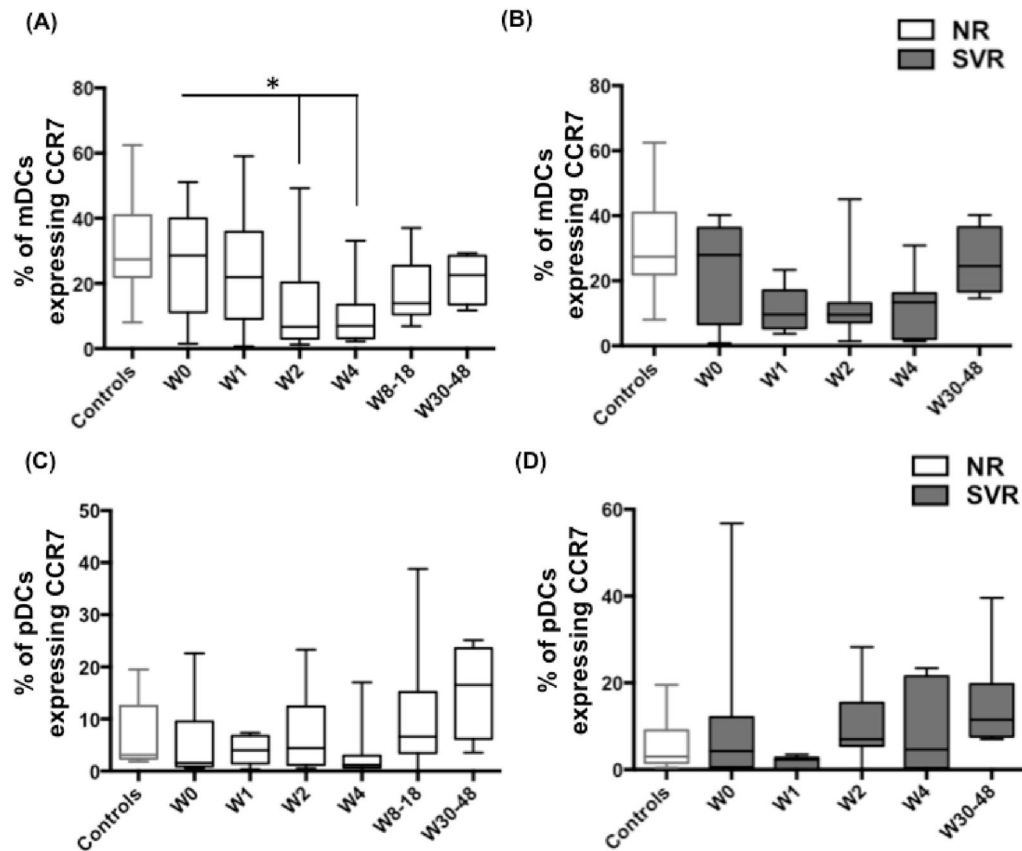 (A)
% of mDCs
expressing CCR7
80
60
40
20
0
*
Controls
W0
W1
W2
W4
W8-18
W30-48
(B)
NR
SVR
% of mDCs
expressing CCR7
80
60
40
20
0
Controls
W0
W1
W2
W4
W30-48
(C)
% of pDCs
expressing CCR7
50
40
30
20
10
0
Controls
W0
W1
W2
W4
W8-18
W30-48
(D)
NR
SVR
% of pDCs
expressing CCR7
60
40
20
0
Controls
W0
W1
W2
W4
W30-48